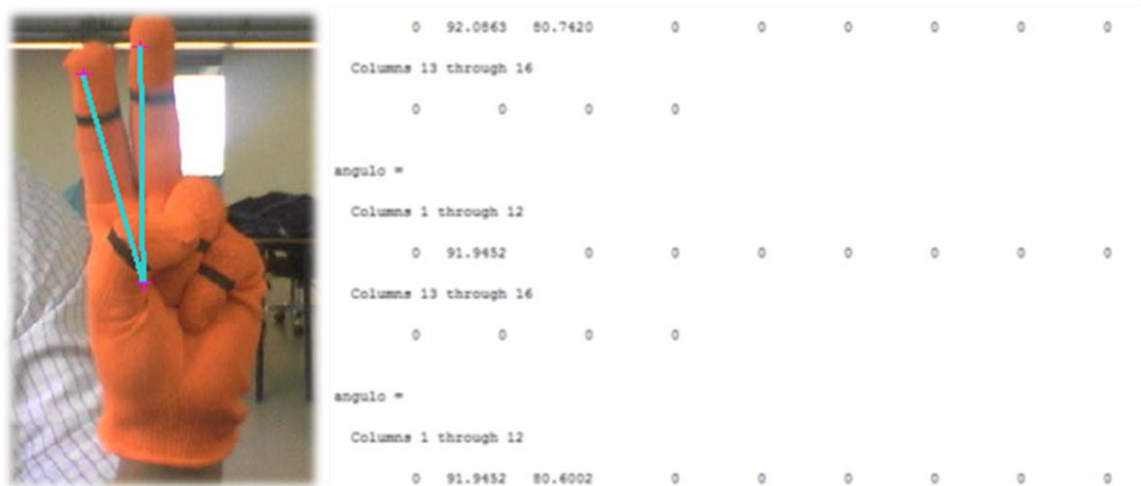 0 92.0863 80.7420 0 0 0 0 0 0
Columns 13 through 16
0 0 0 0
angulo =
Columns 1 through 12
0 91.9452 0 0 0 0 0 0 0
Columns 13 through 16
0 0 0 0
angulo =
Columns 1 through 12
0 91.9452 80.6002 0 0 0 0 0 0